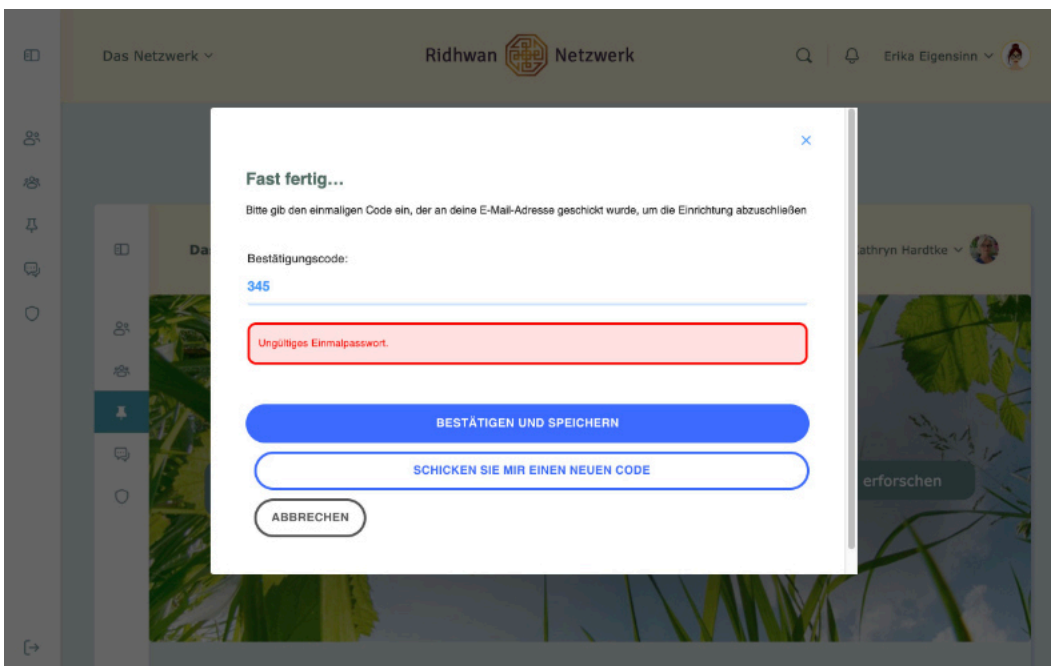 Das Netzwerk
Ridhwan Netzwerk
Erika Eigensinn
Fast fertig...
Bitte gib den einmaligen Code ein, der an deine E-Mail-Adresse geschickt wurde, um die Einrichtung abzuschließen
Da
athryn Hardtke
Bestätigungscode:
345
Ungültiges Einmalpasswort.
BESTÄTIGEN UND SPEICHERN
SCHICKEN SIE MIR EINEN NEUEN CODE
erforschen
ABBRECHEN